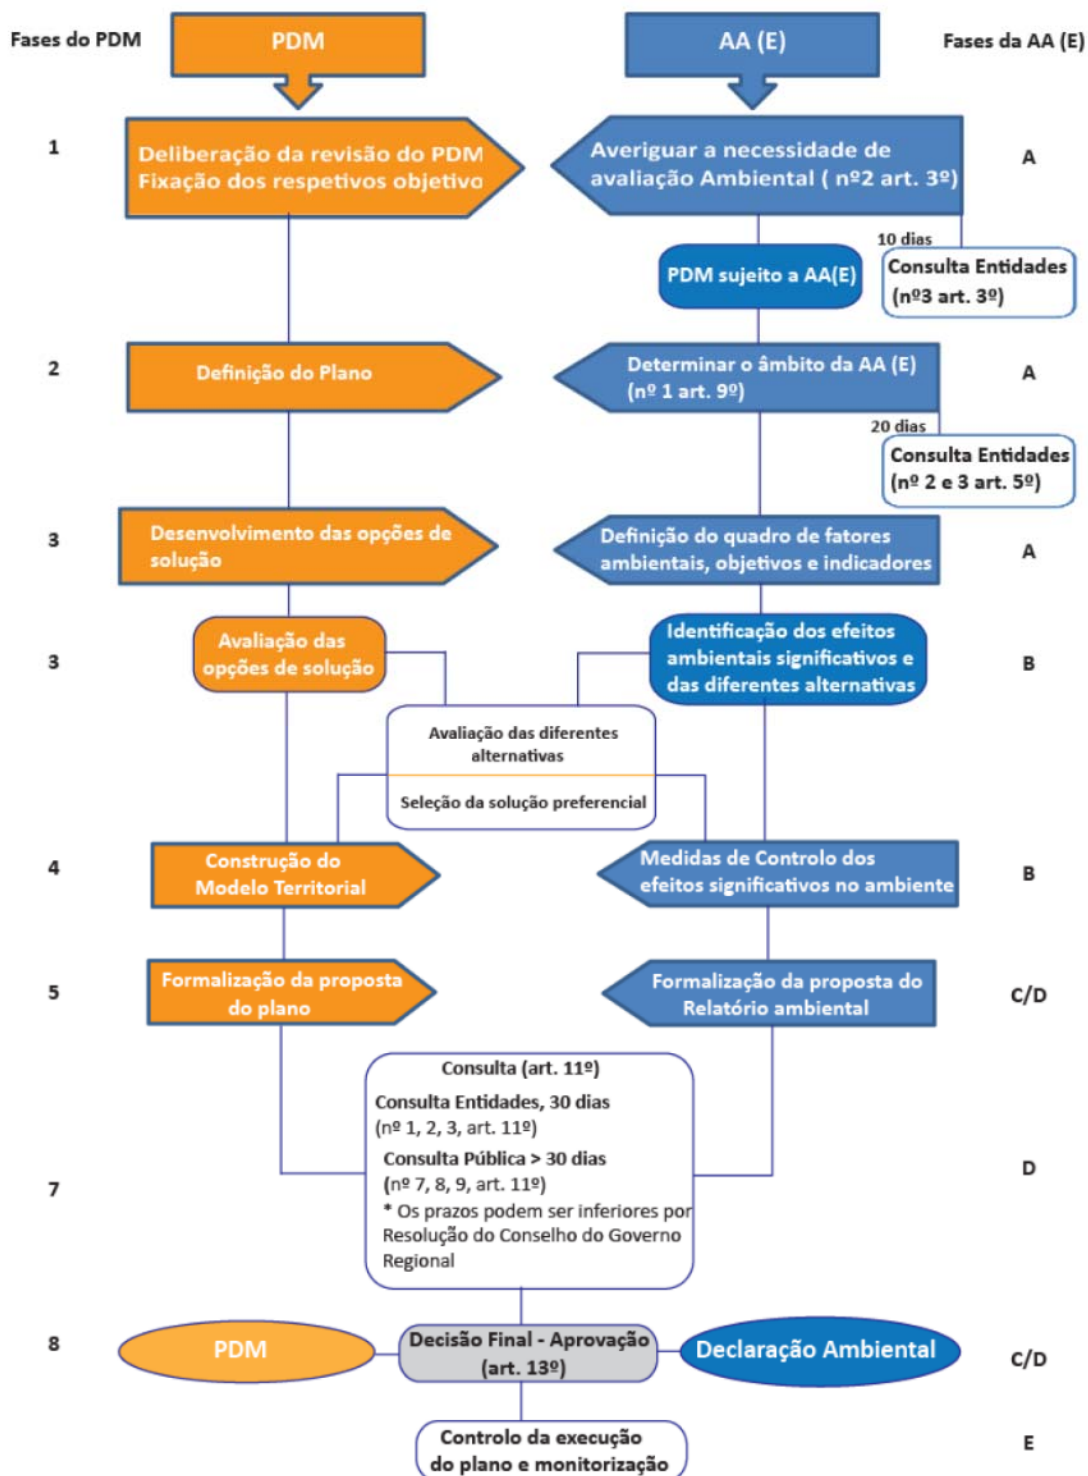 Fases do PDM
PDM
AA (E)
Fases da AA (E)
1
Deliberação da revisão do PDM
Fixação dos respetivos objetivo
Averiguar a necessidade de
avaliação Ambiental ( nº2 art. 3º)
A
10 dias
PDM sujeito a AA(E)
Consulta Entidades
(nº3 art. 3º)
2
Definição do Plano
Determinar o âmbito da AA (E)
(nº 1 art. 9º)
A
20 dias
Consulta Entidades
(nº 2 e 3 art. 5º)
3
Desenvolvimento das opções de
solução
Definição do quadro de fatores
ambientais, objetivos e indicadores
A
3
Avaliação das
opções de solução
Identificação dos efeitos
ambientais significativos e
das diferentes alternativas
B
Avaliação das diferentes
alternativas
Seleção da solução preferencial
4
Construção do
Modelo Territorial
Medidas de Controlo dos
efeitos significativos no ambiente
B
5
Formalização da proposta
do plano
Formalização da proposta do
Relatório ambiental
C/D
Consulta (art. 11º)
Consulta Entidades, 30 dias
(nº 1, 2, 3, art. 11º)
Consulta Pública > 30 dias
(nº 7, 8, 9, art. 11º)
* Os prazos podem ser inferiores por
Resolução do Conselho do Governo
Regional
7
D
8
PDM
Decisão Final - Aprovação
(art. 13º)
Declaração Ambiental
C/D
Controlo da execução
do plano e monitorização
E